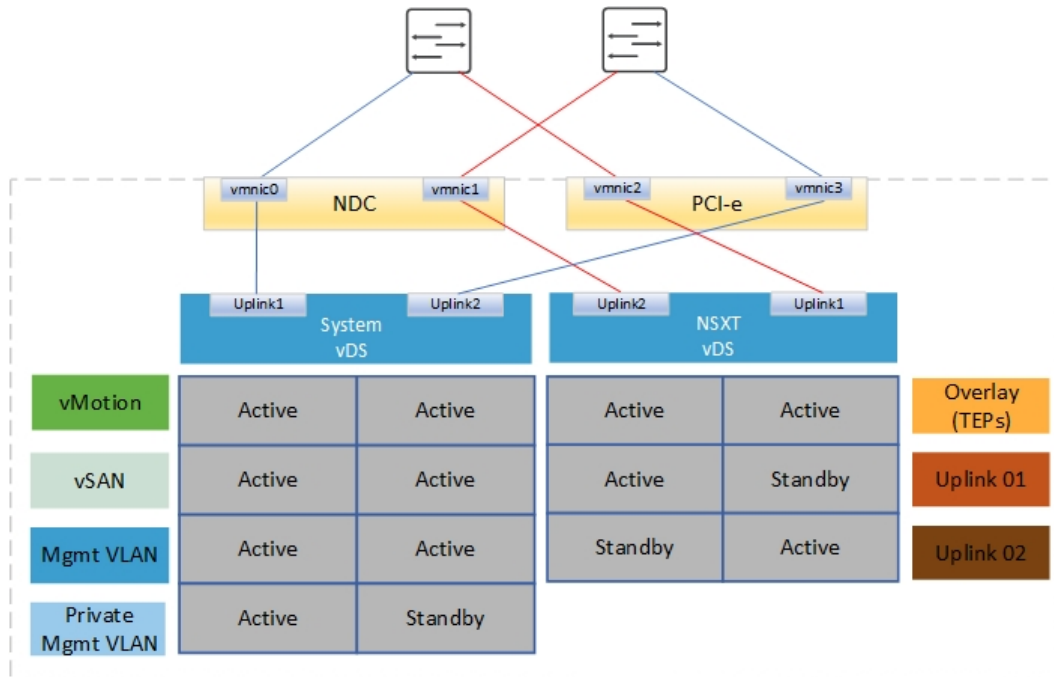 vmnic0
NDC
vmnic1
vmnic2
PCI-e
vmnic3
Uplink1
Uplink2
System
vDS
Uplink2
Uplink1
NSXT
vDS
vMotion
Active
Active
Active
Active
Overlay
(TEPs)
vSAN
Active
Active
Active
Standby
Uplink 01
Mgmt VLAN
Active
Active
Standby
Active
Uplink 02
Private
Mgmt VLAN
Active
Standby